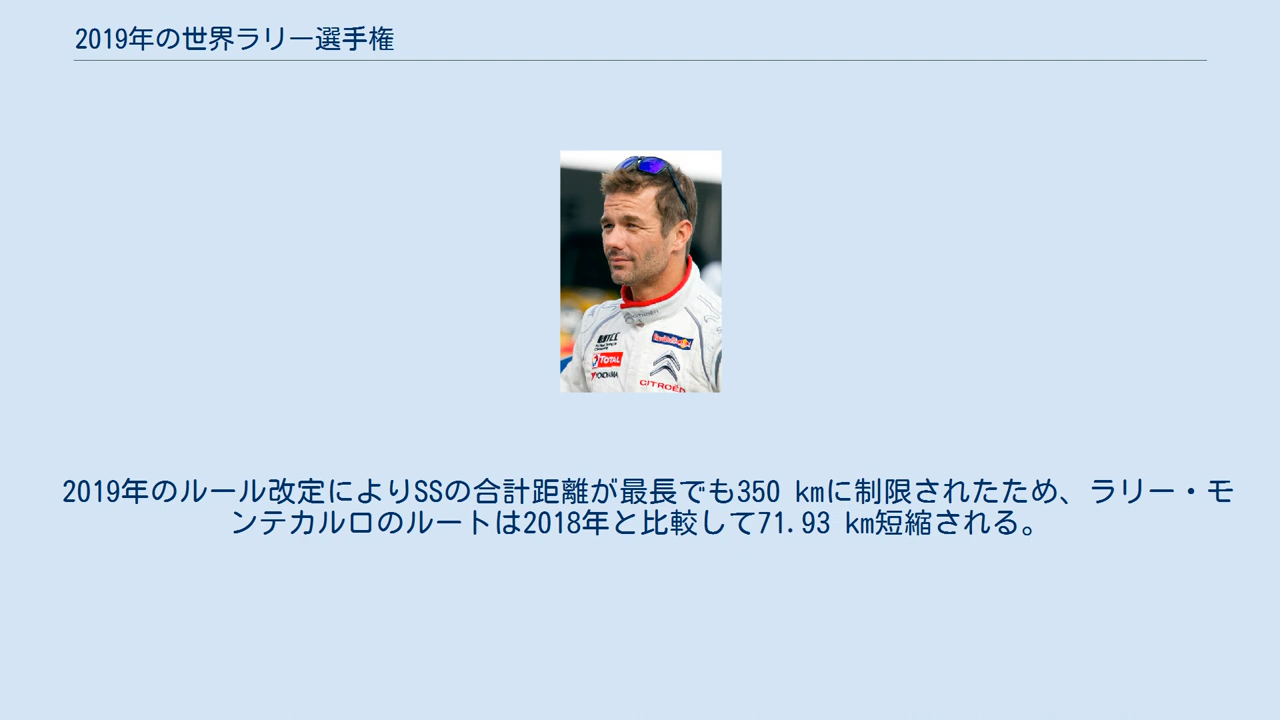 2019年の世界ラリー選手権
TOTAL
YOKOHAMA
CITROËN
2019年のルール改定によりSSの合計距離が最長でも350 kmに制限されたため、ラリー・モ
ンテカルロのルートは2018年と比較して71.93 km短縮される。